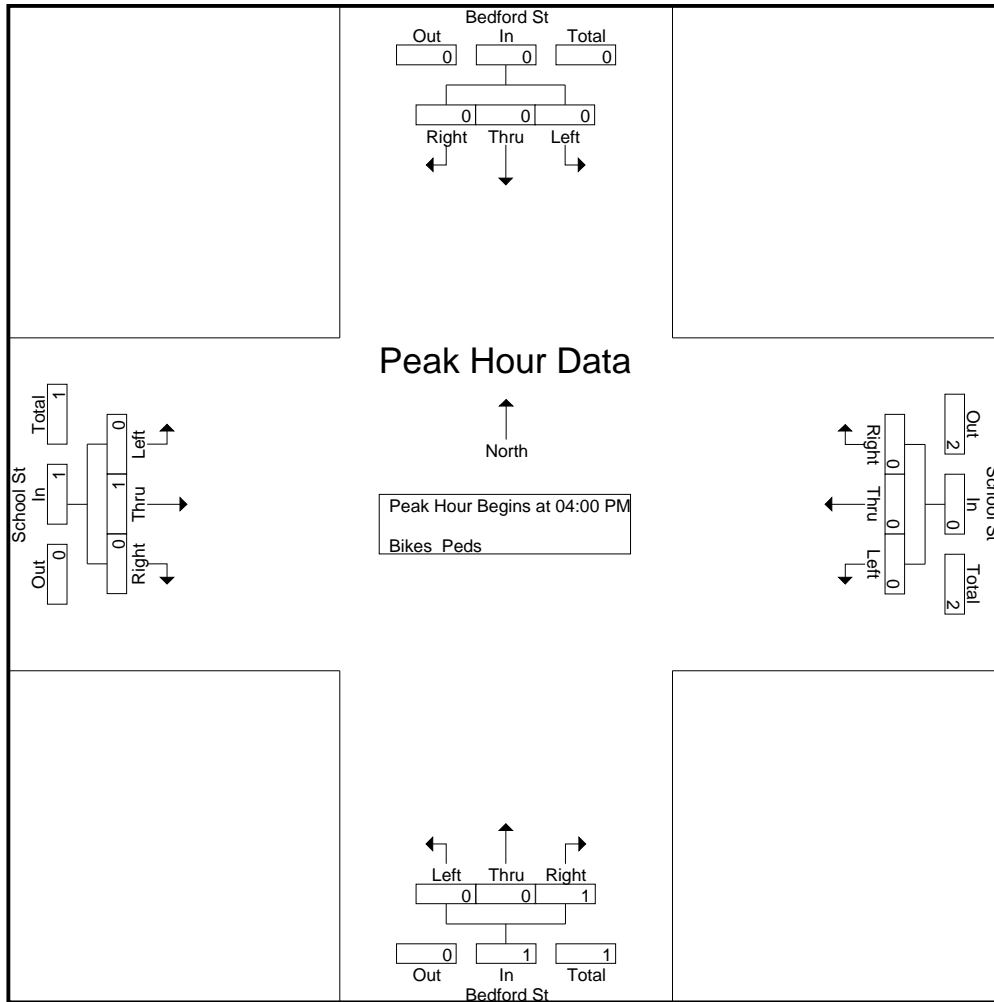 Bedford St
Out In Total
0 0 0
0 0 0
Right Thru Left
Peak Hour Data
North
Peak Hour Begins at 04:00 PM
Bikes Peds
School St
Out In Total
0 1 1
Right Thru Left
0 1 0
School St
Out In Total
2 0 2
Right Thru Left
0 0 0
Left Thru Right
0 0 1
0 1 1
Out In Total
Bedford St